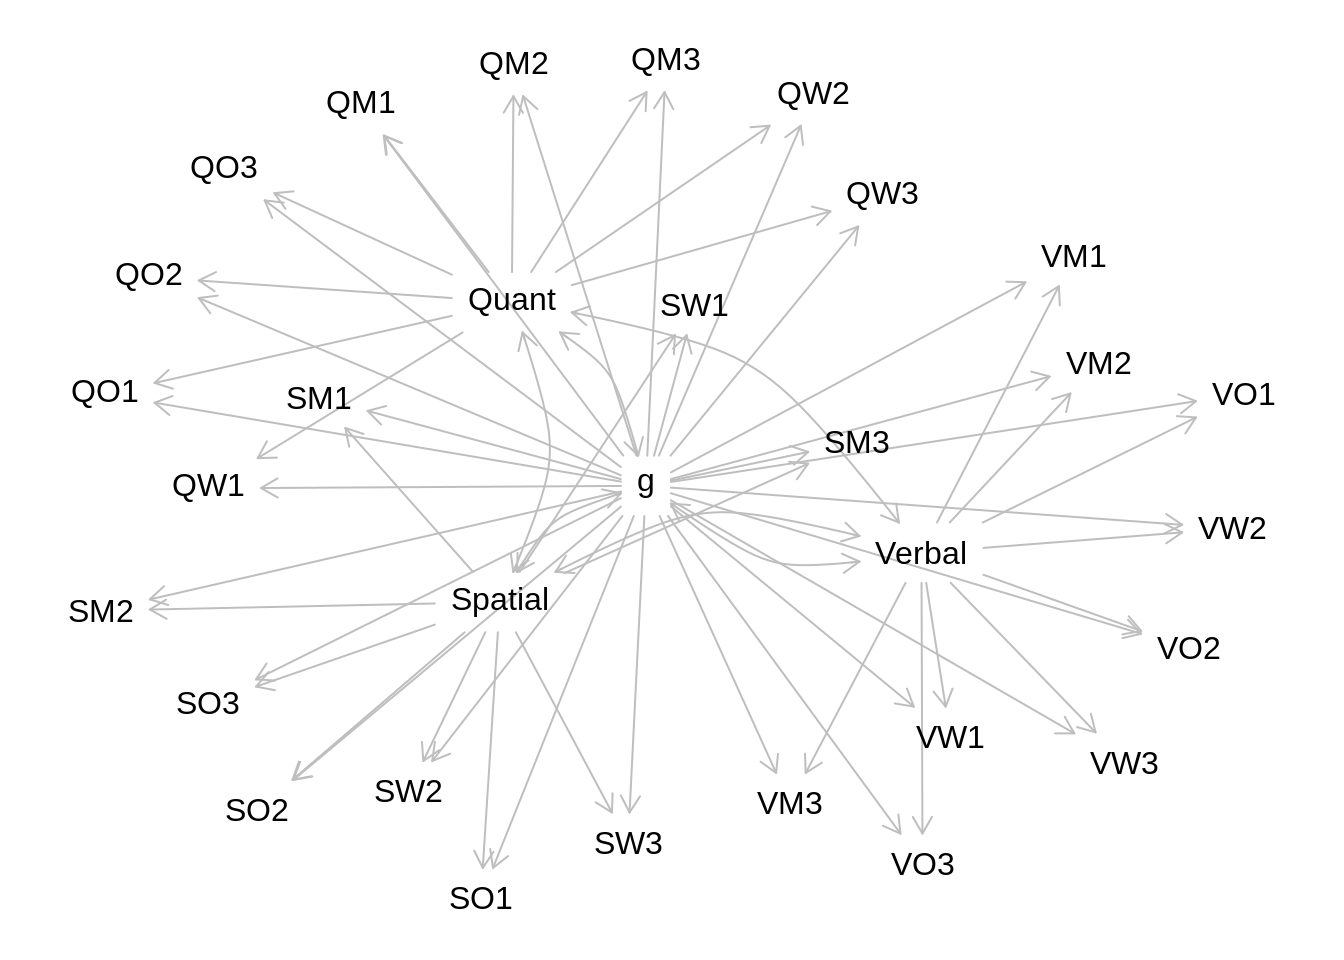 QM2
QM3
QW2
QM1
QO3
QW3
VM1
QO2
Quant
SW1
VM2
QO1
SM1
VO1
SM3
QW1
g
VW2
Verbal
Spatial
SM2
VO2
SO3
VW1
VW3
SO2
SW2
VM3
SW3
VO3
SO1